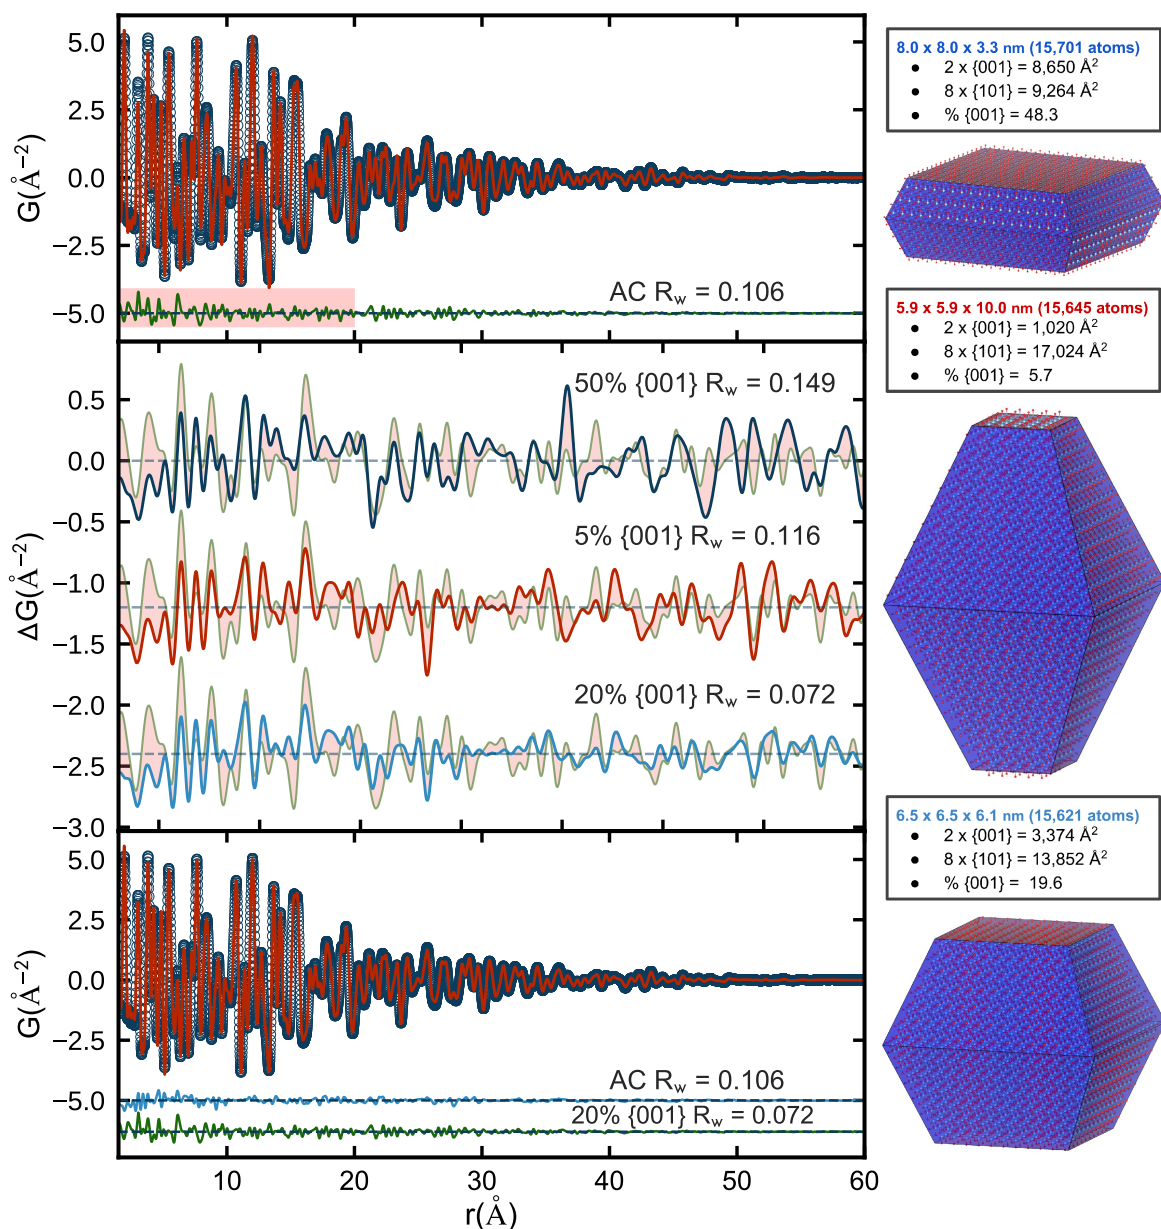 5.0
2.5
0.0
−2.5
−5.0
G(Å⁻²)
AC R_w = 0.106
0.5
0.0
−0.5
−1.0
−1.5
−2.0
−2.5
−3.0
ΔG(Å⁻²)
50% {001} R_w = 0.149
5% {001} R_w = 0.116
20% {001} R_w = 0.072
5.0
2.5
0.0
−2.5
−5.0
G(Å⁻²)
AC R_w = 0.106
20% {001} R_w = 0.072
10 20 30 40 50 60
r(Å)
8.0 x 8.0 x 3.3 nm (15,701 atoms)
● 2 x {001} = 8,650 Å²
● 8 x {101} = 9,264 Å²
● % {001} = 48.3
5.9 x 5.9 x 10.0 nm (15,645 atoms)
● 2 x {001} = 1,020 Å²
● 8 x {101} = 17,024 Å²
● % {001} = 5.7
6.5 x 6.5 x 6.1 nm (15,621 atoms)
● 2 x {001} = 3,374 Å²
● 8 x {101} = 13,852 Å²
● % {001} = 19.6